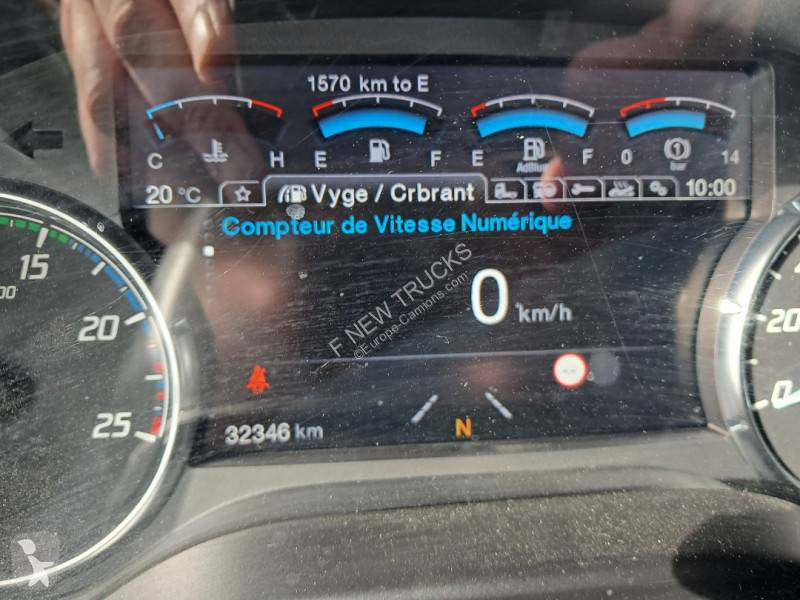 1570 km to E
C H E F E AdBlue F 0 bar 14
20 °C Vyge / Crbrant 10:00
Compteur de Vitesse Numérique
0 km/h
15
20
25
00
F NEW TRUCKS
©Europe-Camions.com
32346 km
N
20
0